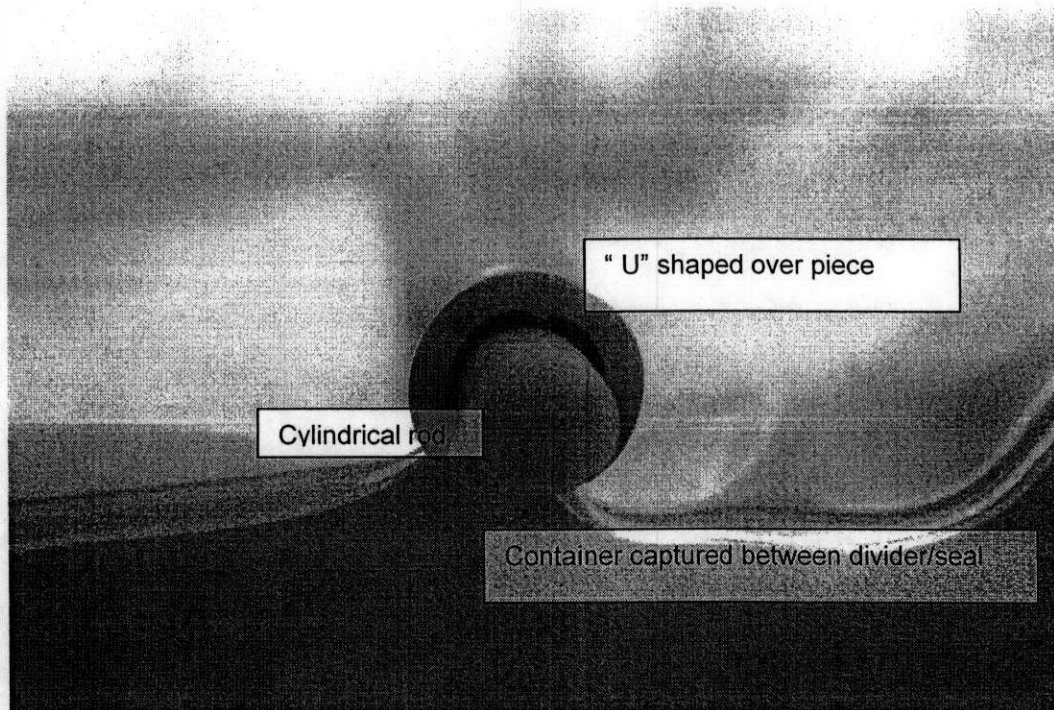 “ U” shaped over piece
Cylindrical rod
Container captured between divider/seal